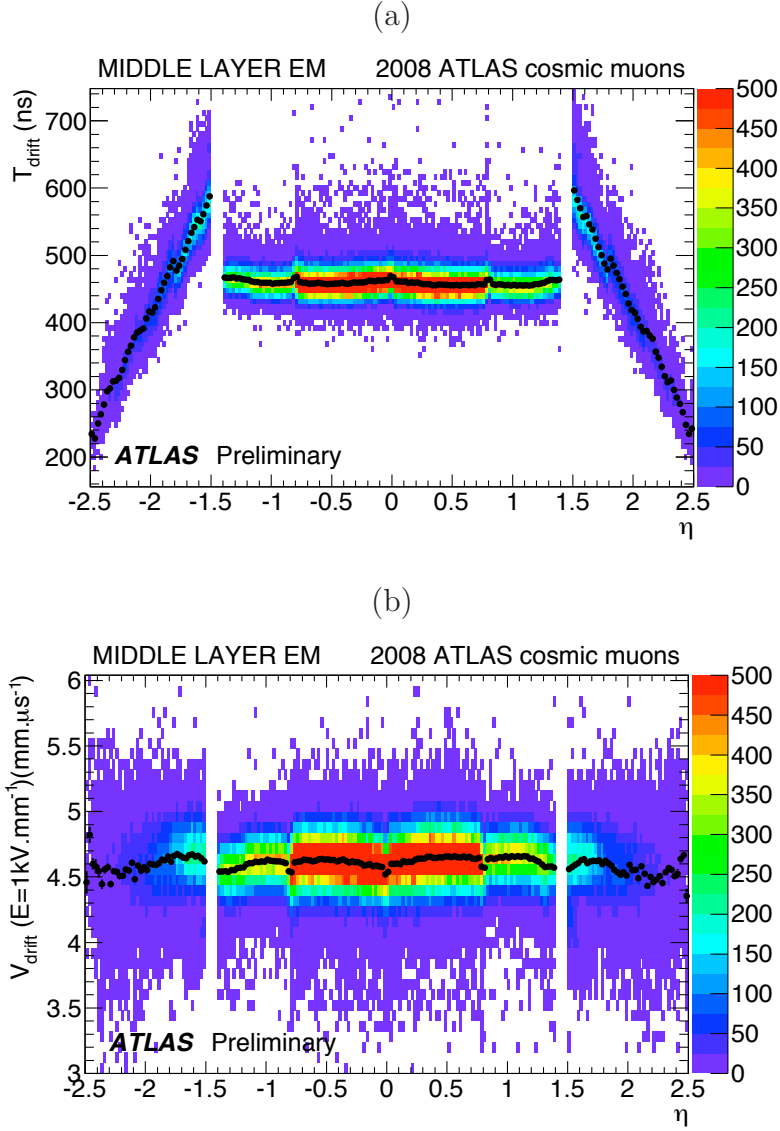 (a)
MIDDLE LAYER EM 2008 ATLAS cosmic muons
T_drift (ns)
700
600
500
400
300
200
ATLAS Preliminary
-2.5 -2 -1.5 -1 -0.5 0 0.5 1 1.5 2 2.5
η
500
450
400
350
300
250
200
150
100
50
0
(b)
MIDDLE LAYER EM 2008 ATLAS cosmic muons
V_drift (E=1kV.mm⁻¹)(mm.μs⁻¹)
6
5.5
5
4.5
4
3.5
3
ATLAS Preliminary
-2.5 -2 -1.5 -1 -0.5 0 0.5 1 1.5 2 2.5
η
500
450
400
350
300
250
200
150
100
50
0